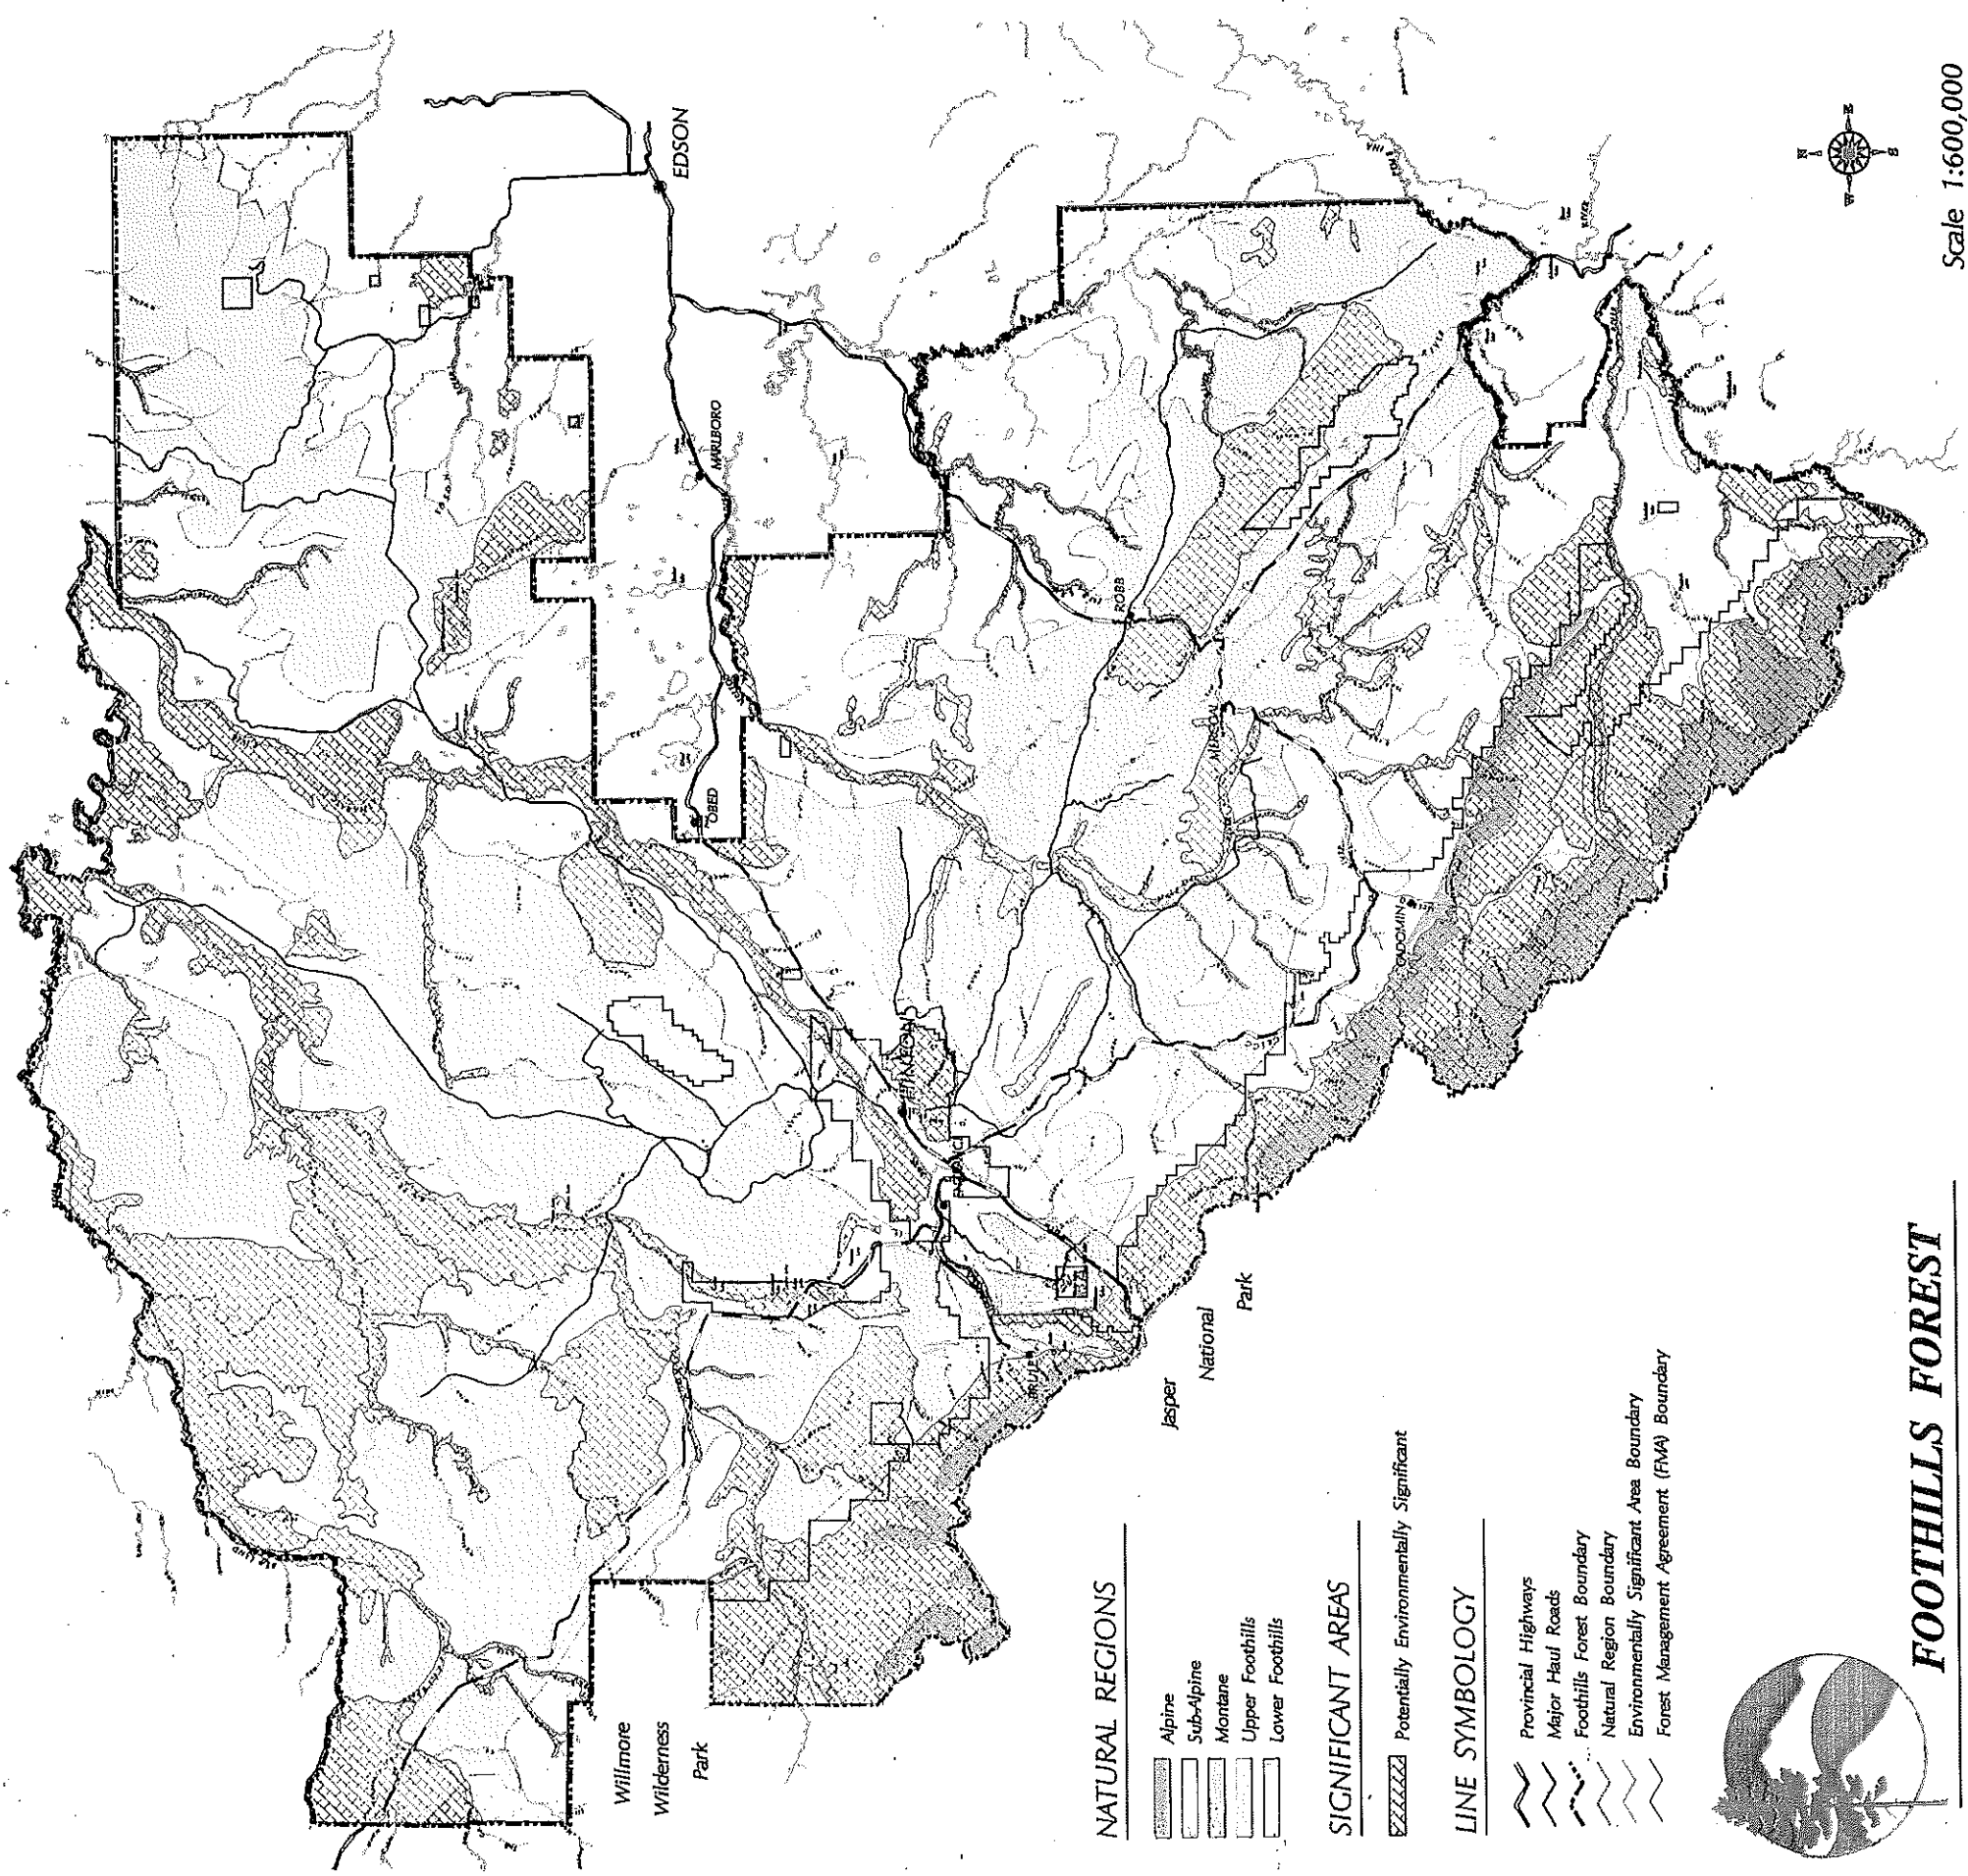 EDSON
MARLBORO
OBED
ROBB
MERCOAL
CADOMIN
HINTON
ENTRANCE
BRULE
Jasper
National
Park
Willmore
Wilderness
Park
N
W
E
S
Scale 1:600,000
NATURAL REGIONS
Alpine
Sub-Alpine
Montane
Upper Foothills
Lower Foothills
SIGNIFICANT AREAS
Potentially Environmentally Significant
LINE SYMBOLOGY
Provincial Highways
Major Haul Roads
Foothills Forest Boundary
Natural Region Boundary
Environmentally Significant Area Boundary
Forest Management Agreement (FMA) Boundary
FOOTHILLS FOREST